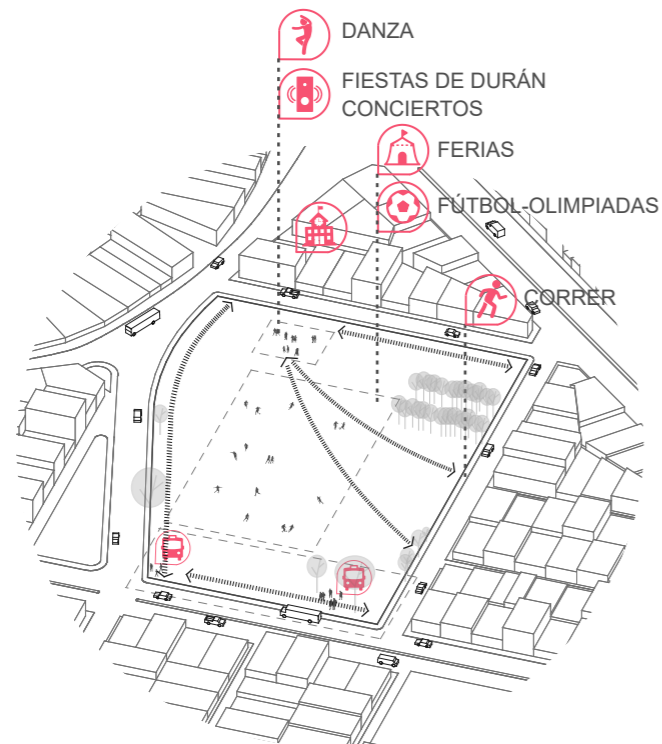 DANZA
FIESTAS DE DURÁN
CONCIERTOS
FERIAS
FÚTBOL-OLIMPIADAS
CORRER